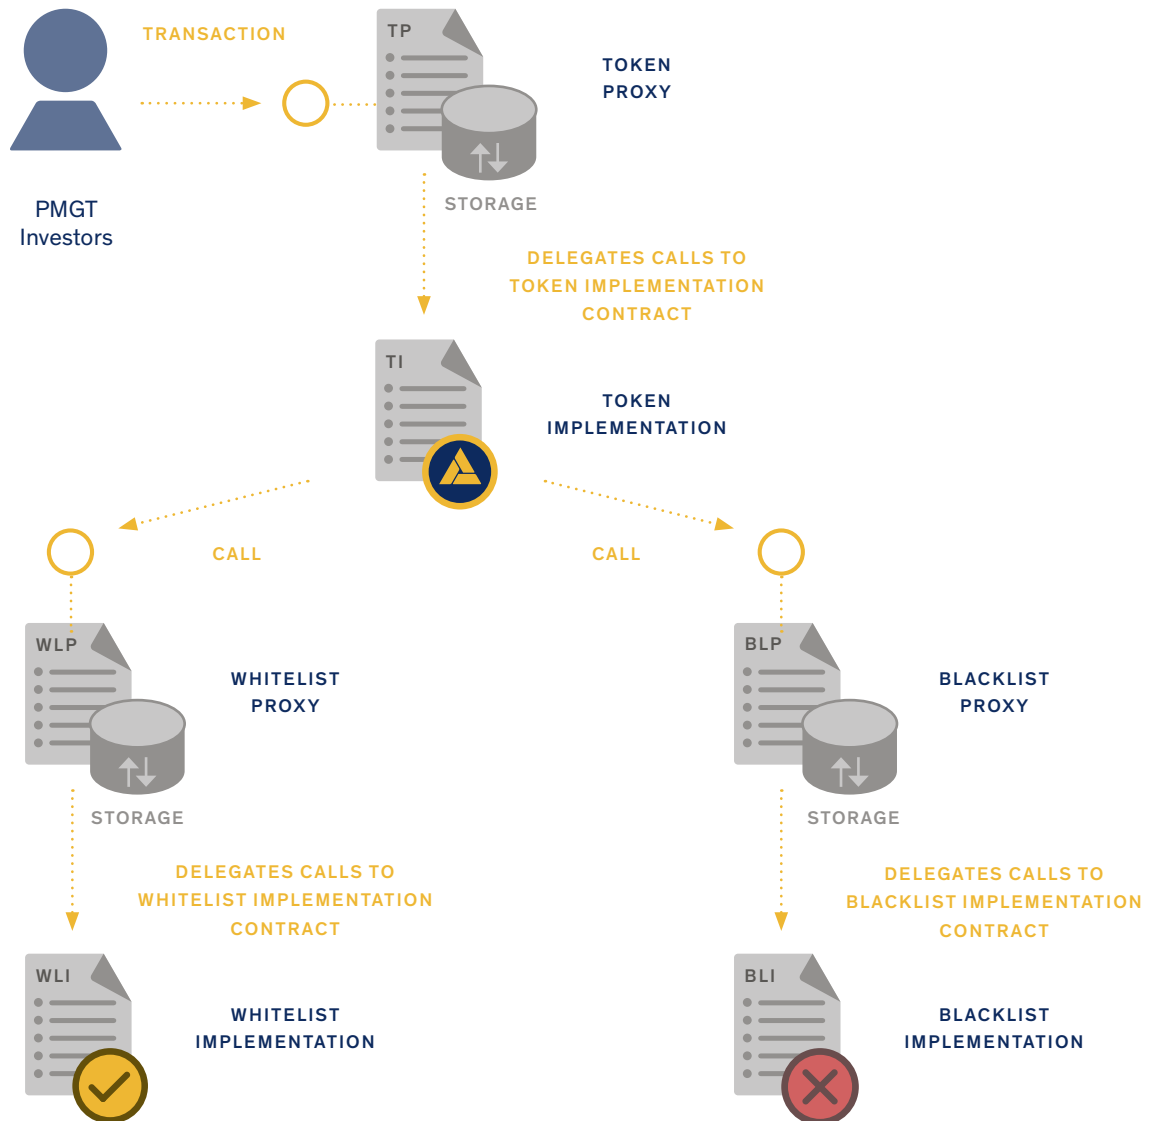 TRANSACTION
TP
TOKEN
PROXY
STORAGE
PMGT
Investors
DELEGATES CALLS TO
TOKEN IMPLEMENTATION
CONTRACT
TI
TOKEN
IMPLEMENTATION
CALL
CALL
WLP
WHITELIST
PROXY
STORAGE
BLP
BLACKLIST
PROXY
STORAGE
DELEGATES CALLS TO
WHITELIST IMPLEMENTATION
CONTRACT
DELEGATES CALLS TO
BLACKLIST IMPLEMENTATION
CONTRACT
WLI
WHITELIST
IMPLEMENTATION
BLI
BLACKLIST
IMPLEMENTATION